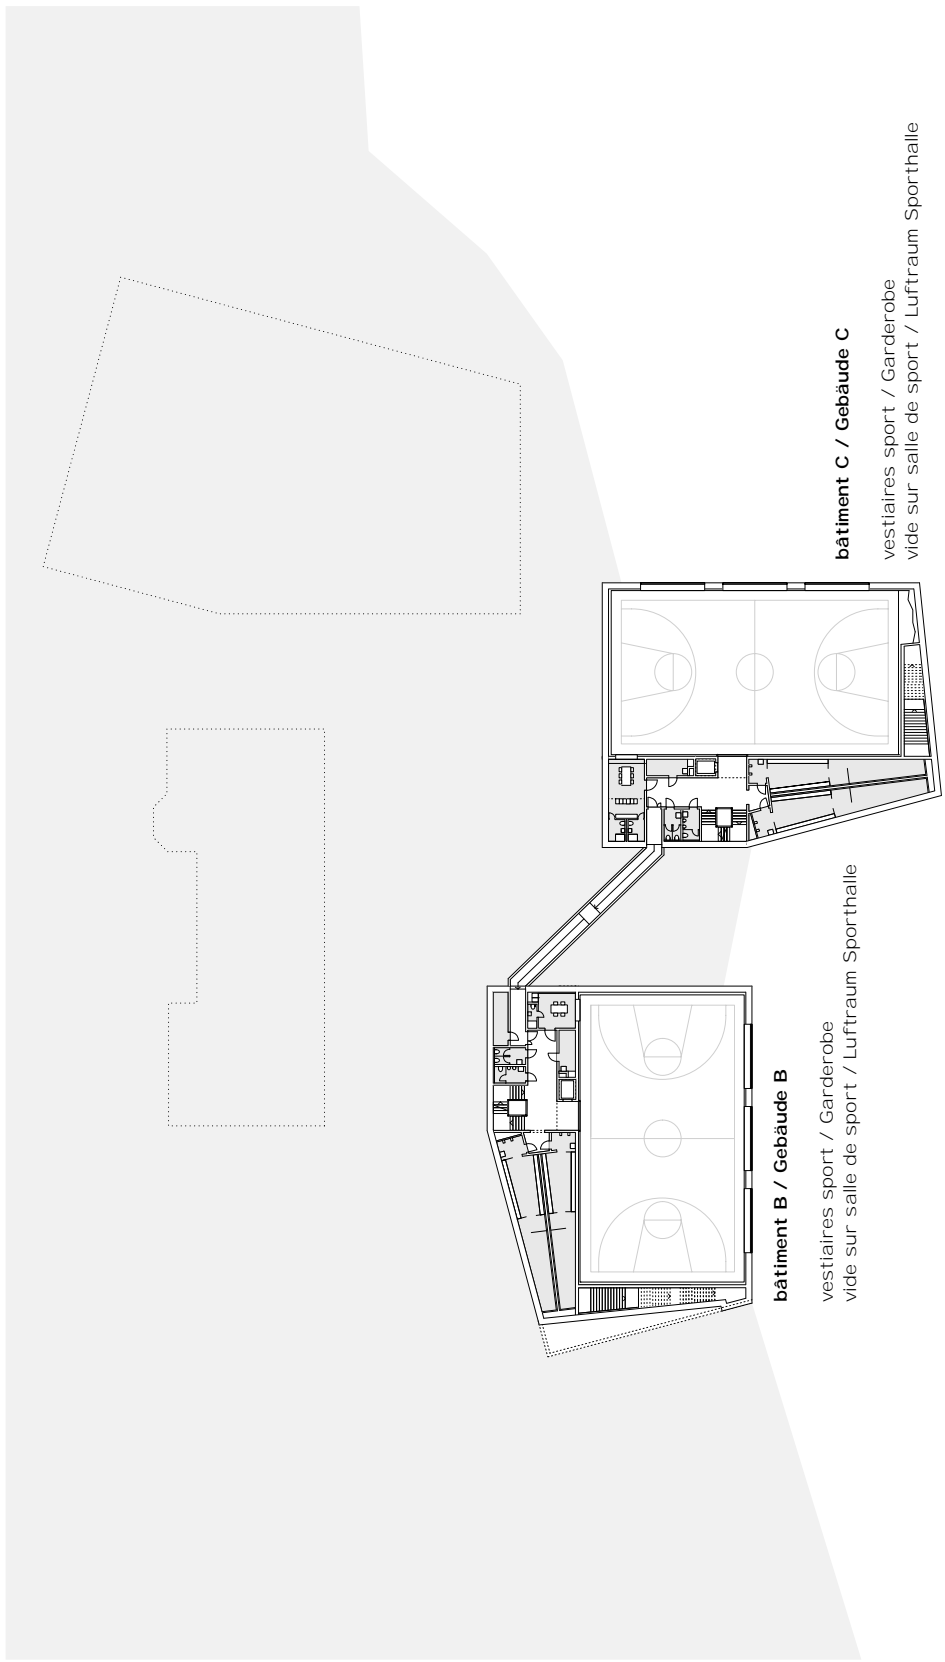 bâtiment B / Gebäude B
vestiaires sport / Garderobe
vide sur salle de sport / Luftraum Sporthalle
bâtiment C / Gebäude C
vestiaires sport / Garderobe
vide sur salle de sport / Luftraum Sporthalle